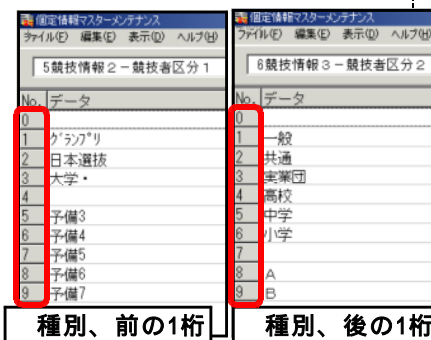 個定情報マスターメンテナンス
ファイル(F) 編集(E) 表示(D) ヘルプ(H)
5競技情報2-競技者区分1
No. データ
0
1 グランプリ
2 日本選抜
3 大学・
4
5 予備3
6 予備4
7 予備5
8 予備6
9 予備7
種別、前の1桁
個定情報マスターメンテナンス
ファイル(F) 編集(E) 表示(D) ヘルプ(H)
6競技情報3-競技者区分2
No. データ
0
1 一般
2 共通
3 実業団
4 高校
5 中学
6 小学
7
8 A
9 B
種別、後の1桁